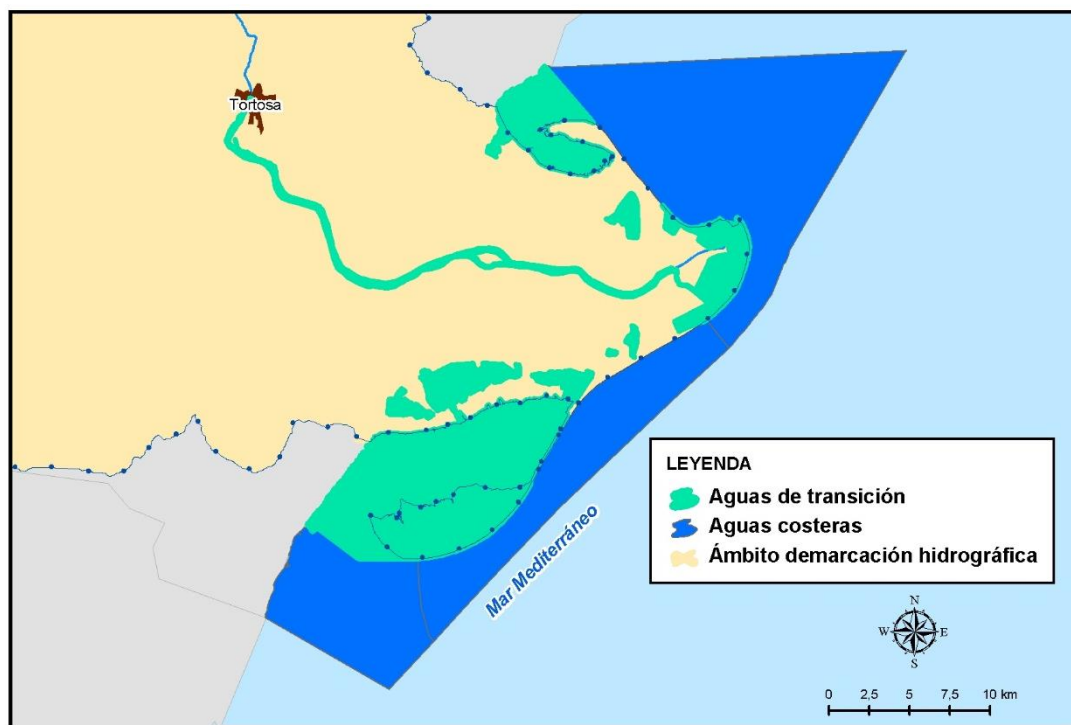 Tortosa
LEYENDA
Aguas de transición
Aguas costeras
Ámbito demarcación hidrográfica
Mar Mediterráneo
N
W E
S
0 2,5 5 7,5 10 km